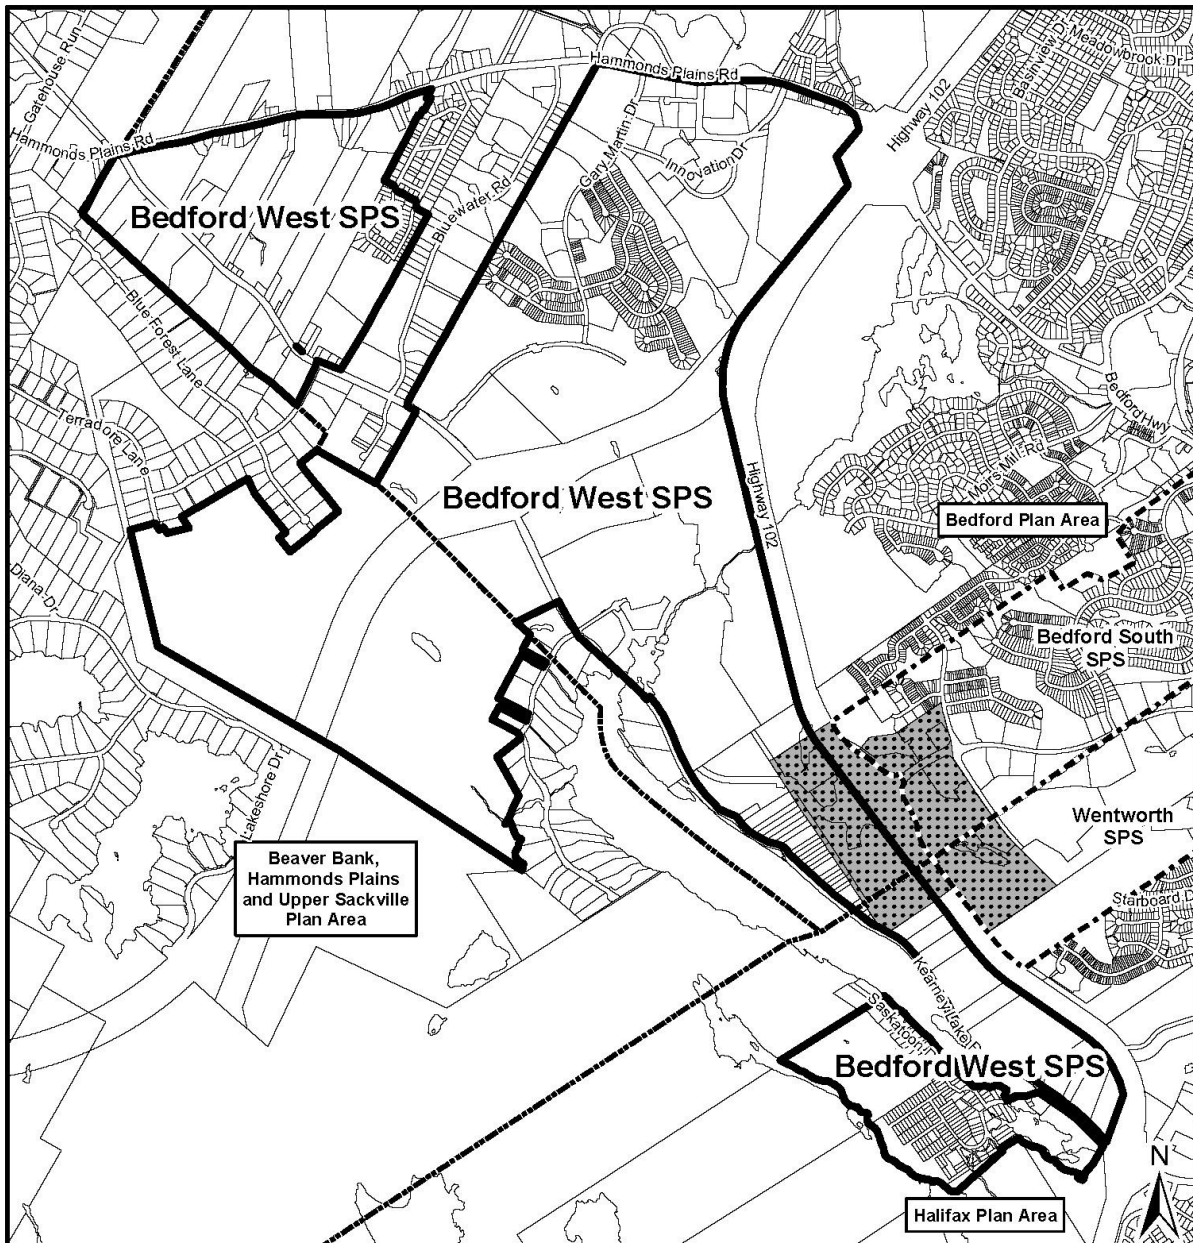 Gatehouse Run
Hammonds Plains Rd
Hammonds Plains Rd
Meadowbrook Dr
Basinview Dr
Highway 102
Gary Martin Dr
Innovation Dr
Bluewater Rd
Bedford West SPS
Blue Forest Lane
Terradore Lane
Bedford Hwy
Moirs Mill Rd
Highway 102
Bedford West SPS
Bedford Plan Area
Diana Dr
Bedford South
SPS
Lakeshore Dr
Wentworth
SPS
Beaver Bank,
Hammonds Plains
and Upper Sackville
Plan Area
Starboard D
Kearney Lake
Saskatoon
Bedford West SPS
N
Halifax Plan Area